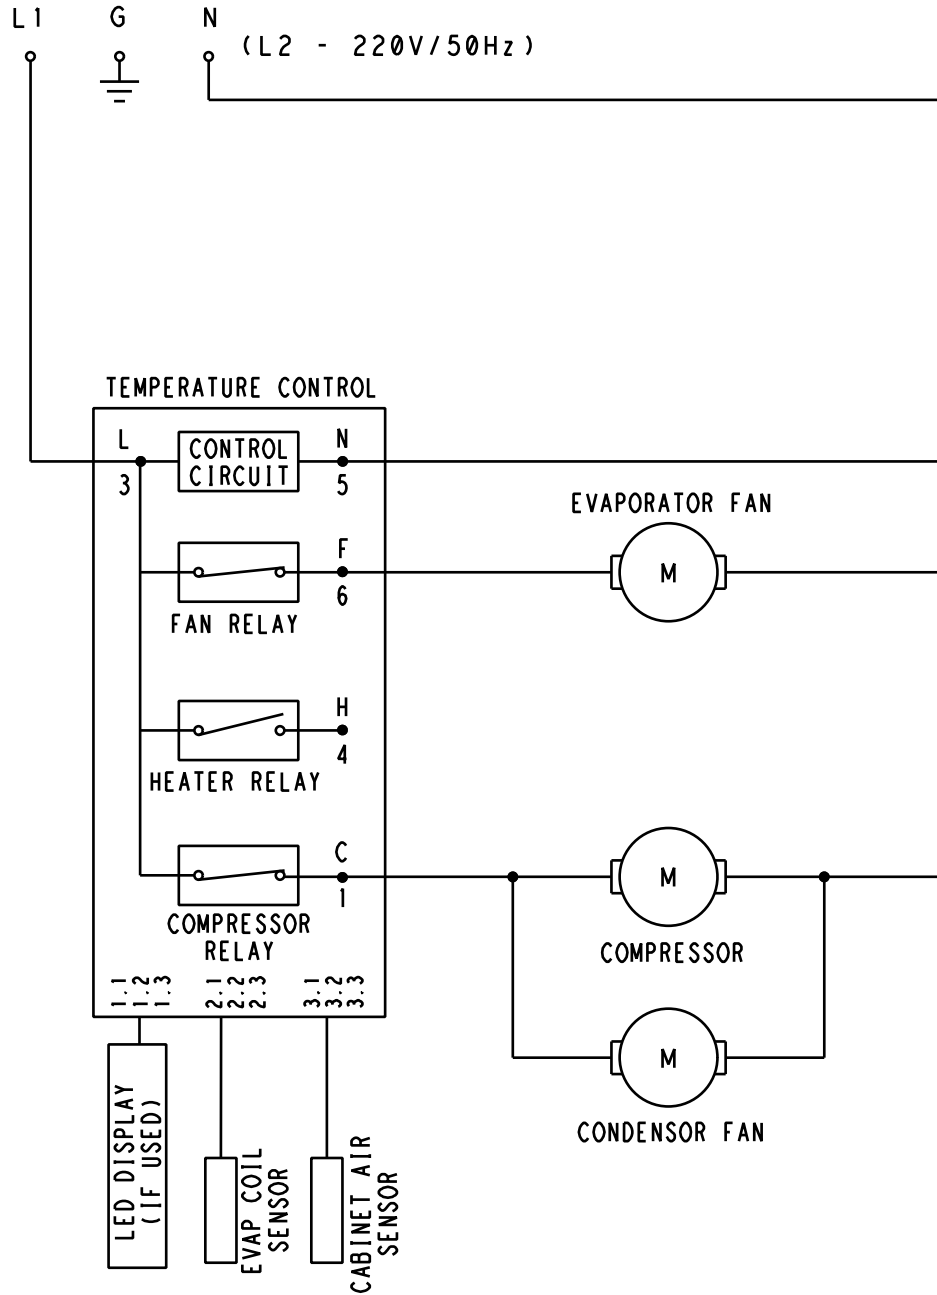 L1 G N
(L2 - 220V/50Hz)
TEMPERATURE CONTROL
L
CONTROL
CIRCUIT
N
3
5
EVAPORATOR FAN
M
F
6
FAN RELAY
H
4
HEATER RELAY
C
1
M
COMPRESSOR
RELAY
COMPRESSOR
1.1
1.2
1.3
2.1
2.2
2.3
3.1
3.2
3.3
M
CONDENSOR FAN
LED DISPLAY
(IF USED)
EVAP COIL
SENSOR
CABINET AIR
SENSOR